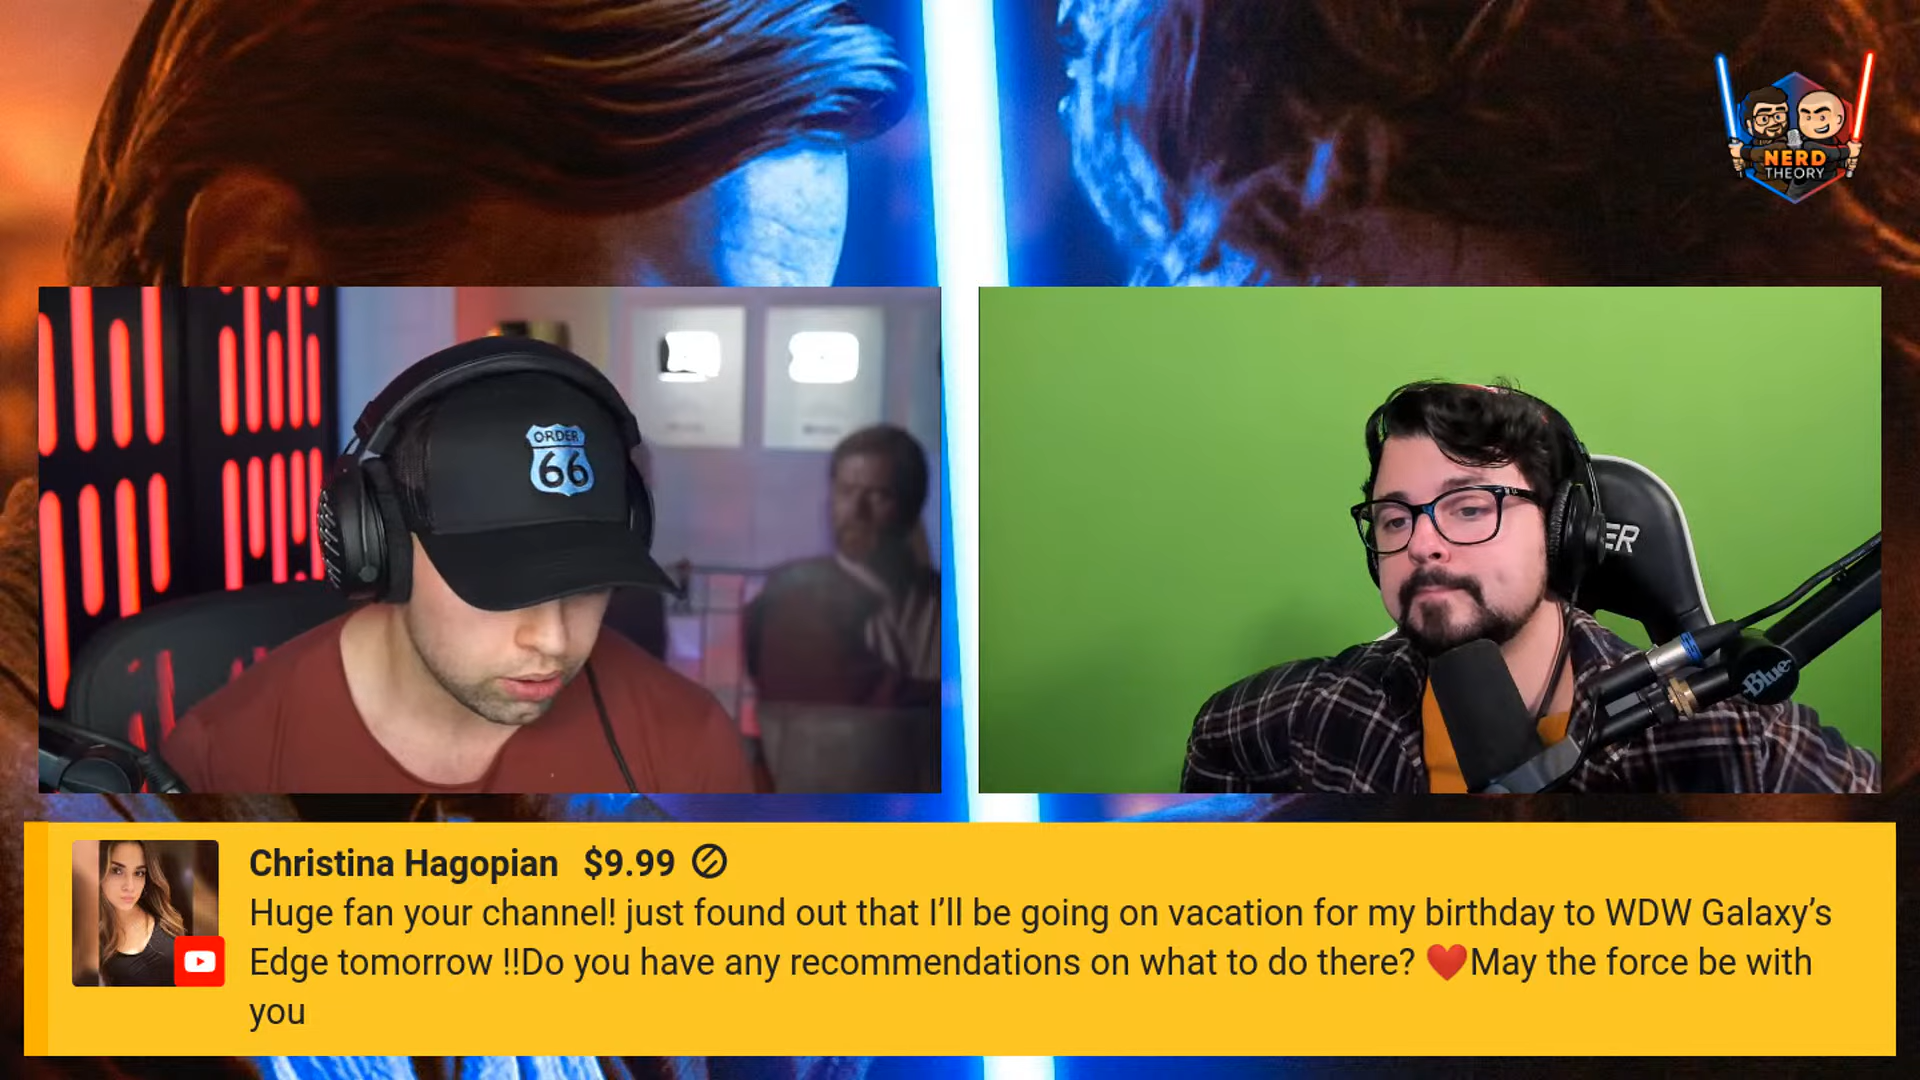 NERD
THEORY
ORDER
66
ER
Blue
Christina Hagopian $9.99
Huge fan your channel! just found out that I’ll be going on vacation for my birthday to WDW Galaxy’s
Edge tomorrow !!Do you have any recommendations on what to do there? ❤️May the force be with
you